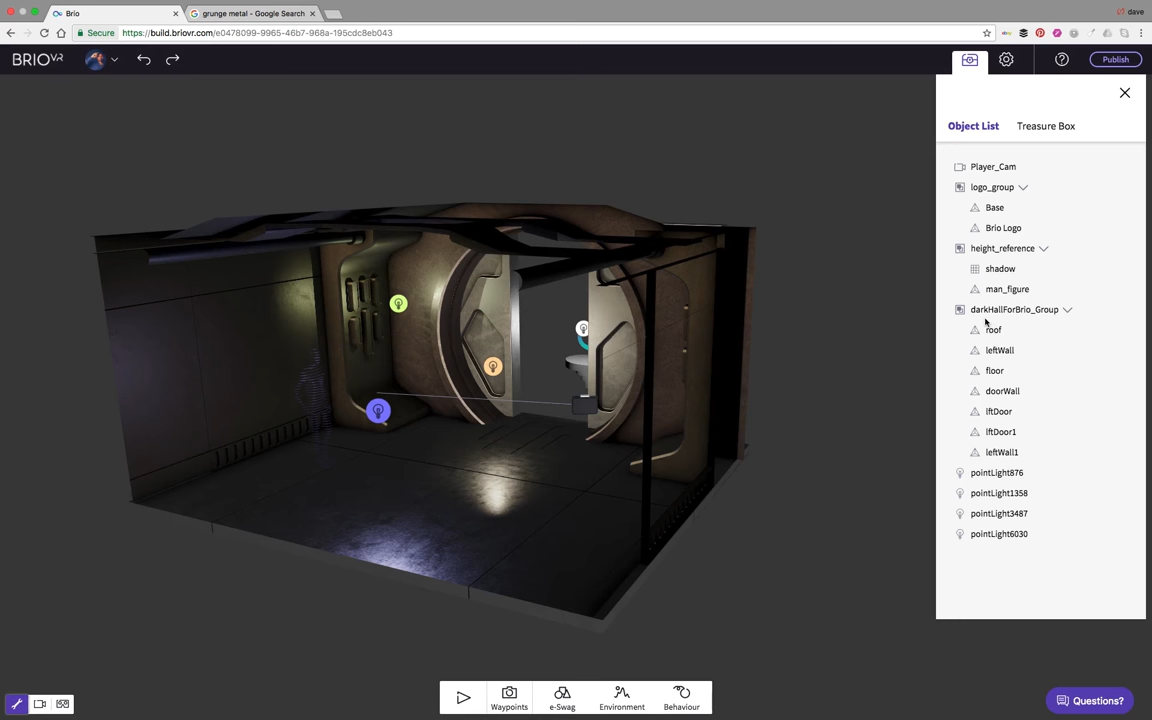 Brio
grunge metal - Google Search
dave
Secure
https://build.briovr.com/e0478099-9965-46b7-968a-195cdc8eb043
BRIOVR
Publish
Object List
Treasure Box
Player_Cam
logo_group
Base
Brio Logo
height_reference
shadow
man_figure
darkHallForBrio_Group
roof
leftWall
floor
doorWall
lftDoor
lftDoor1
leftWall1
pointLight876
pointLight1358
pointLight3487
pointLight6030
Waypoints
e-Swag
Environment
Behaviour
Questions?